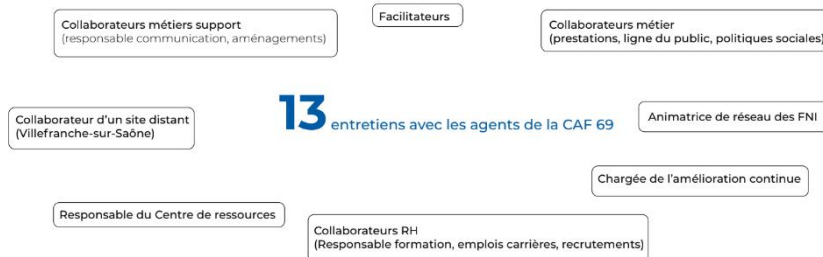 Facilitateurs
Collaborateurs métiers support
(responsable communication, aménagements)
Collaborateurs métier
(prestations, ligne du public, politiques sociales)
Collaborateur d'un site distant
(Villefranche-sur-Saône)
13 entretiens avec les agents de la CAF 69
Animatrice de réseau des FNI
Chargée de l'amélioration continue
Responsable du Centre de ressources
Collaborateurs RH
(Responsable formation, emplois carrières, recrutements)